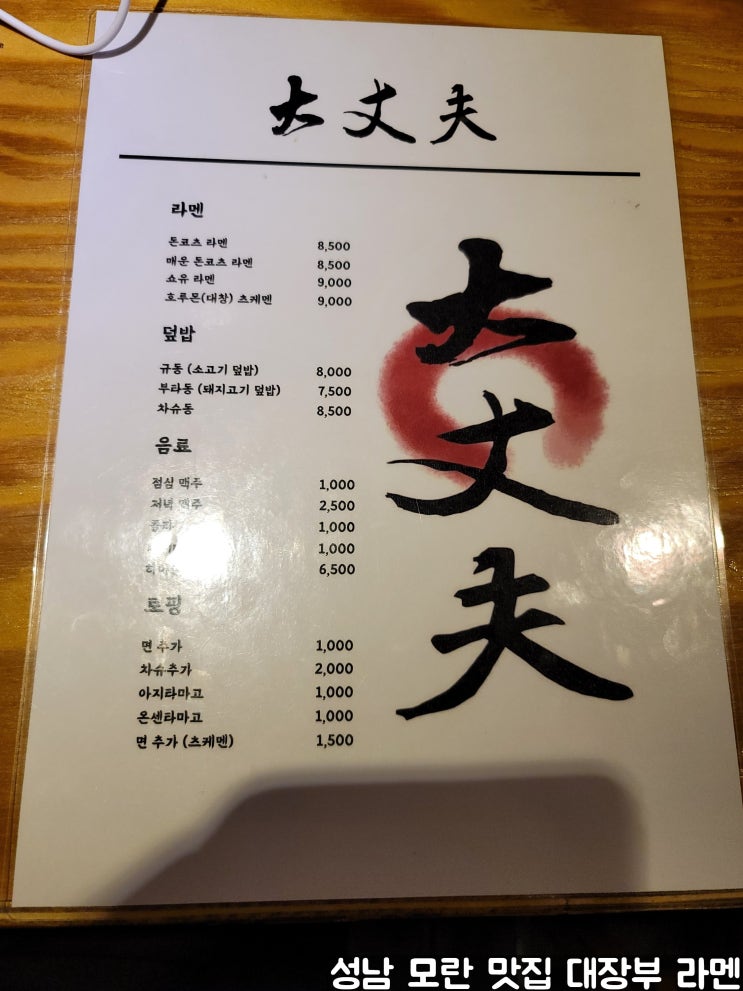 大丈夫
라멘
돈코츠 라멘 8,500
매운 돈코츠 라멘 8,500
쇼유 라멘 9,000
호루몬(대창) 츠케멘 9,000
덮밥
규동 (소고기 덮밥) 8,000
부타동 (돼지고기 덮밥) 7,500
차슈동 8,500
음료
점심 맥주 1,000
저녁 맥주 2,500
1,000
1,000
6,500
토핑
면 추가 1,000
차슈추가 2,000
아지타마고 1,000
온센타마고 1,000
면 추가 (츠케멘) 1,500
大
丈
夫
성남 모란 맛집 대장부 라멘